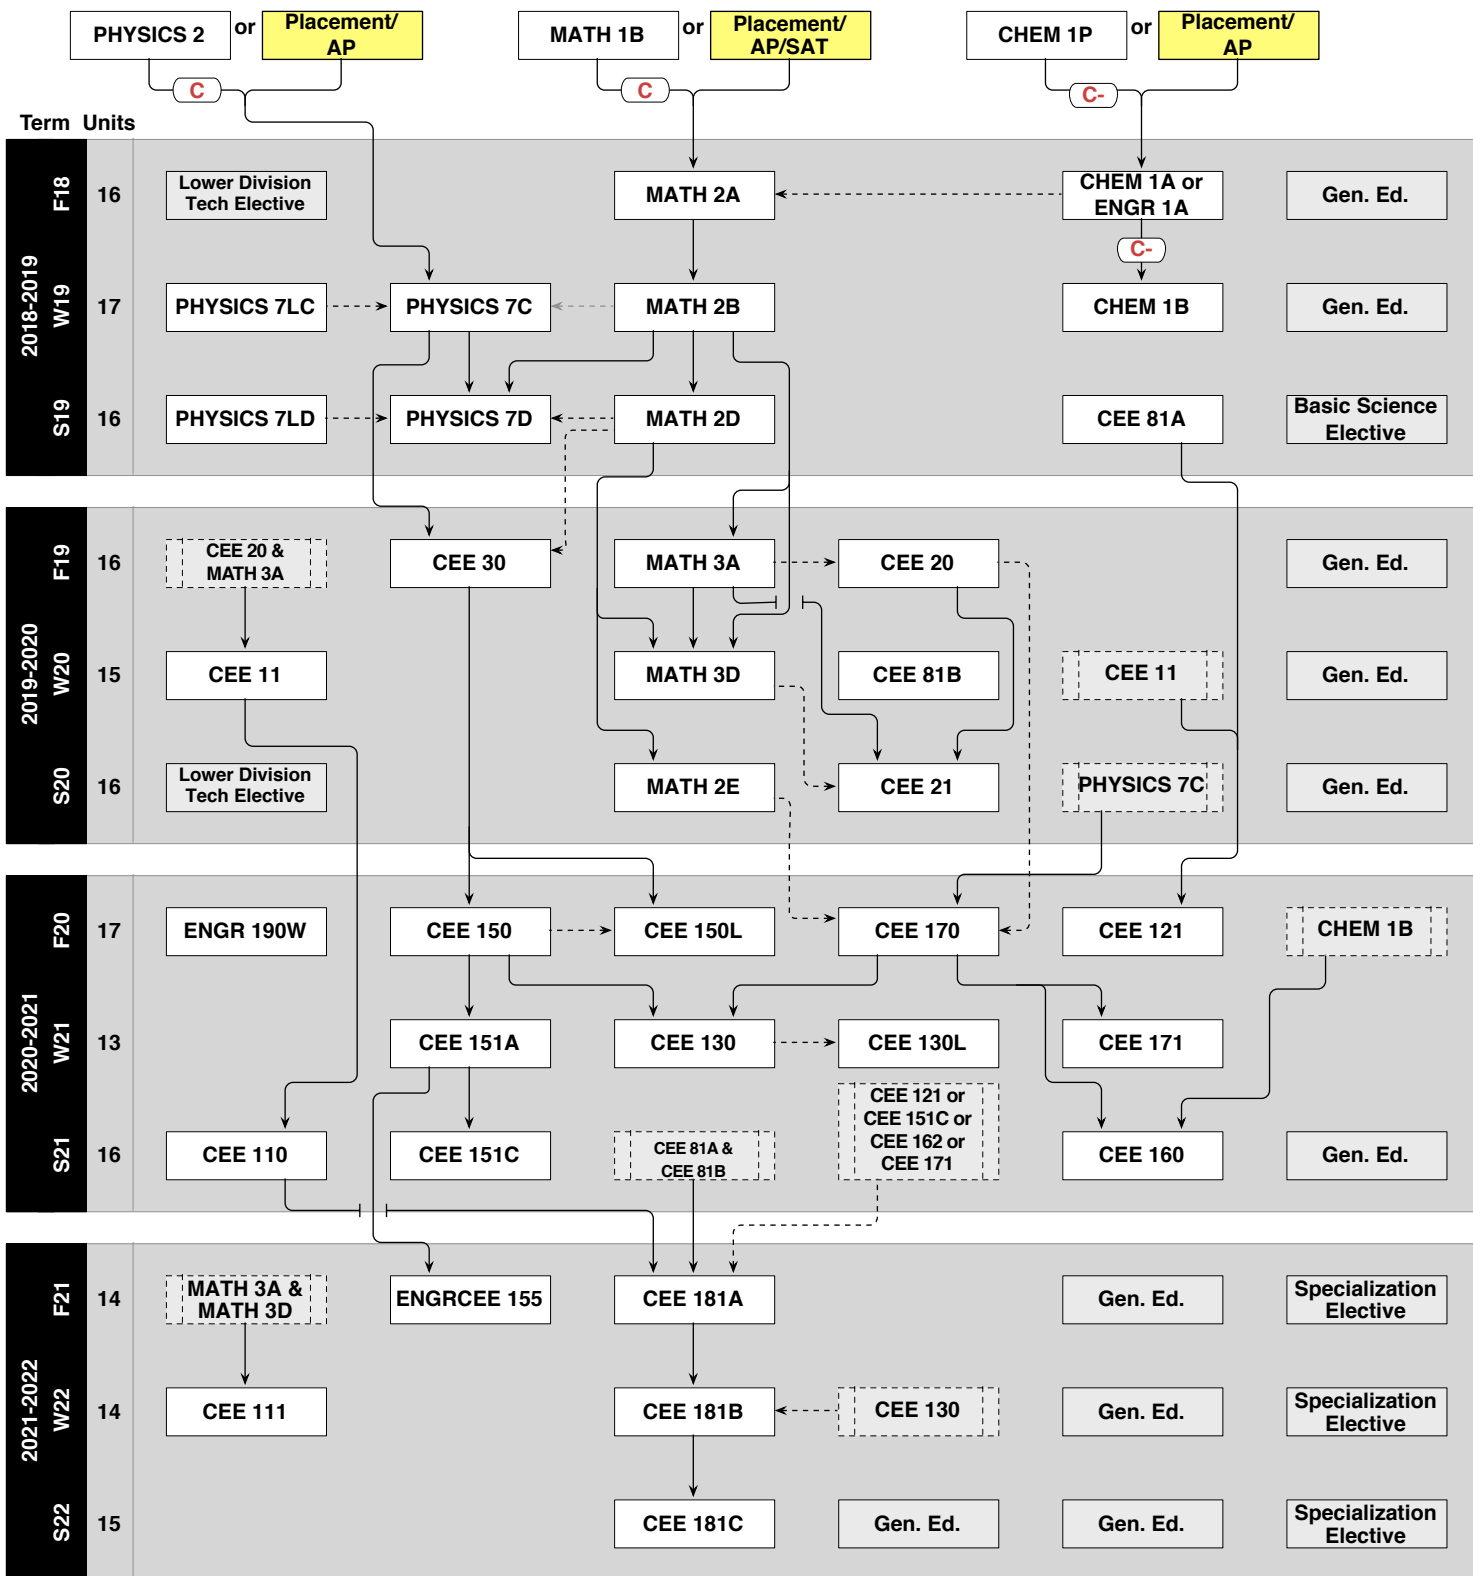 PHYSICS 2
or
Placement/
AP
MATH 1B
or
Placement/
AP/SAT
CHEM 1P
or
Placement/
AP
C
C
C-
Term Units
2018-2019
F18
16
Lower Division
Tech Elective
MATH 2A
CHEM 1A or
ENGR 1A
Gen. Ed.
C-
W19
17
PHYSICS 7LC
PHYSICS 7C
MATH 2B
CHEM 1B
Gen. Ed.
S19
16
PHYSICS 7LD
PHYSICS 7D
MATH 2D
CEE 81A
Basic Science
Elective
2019-2020
F19
16
CEE 20 &
MATH 3A
CEE 30
MATH 3A
CEE 20
Gen. Ed.
W20
15
CEE 11
MATH 3D
CEE 81B
CEE 11
Gen. Ed.
S20
16
Lower Division
Tech Elective
MATH 2E
CEE 21
PHYSICS 7C
Gen. Ed.
2020-2021
F20
17
ENGR 190W
CEE 150
CEE 150L
CEE 170
CEE 121
CHEM 1B
W21
13
CEE 151A
CEE 130
CEE 130L
CEE 171
S21
16
CEE 110
CEE 151C
CEE 81A &
CEE 81B
CEE 121 or
CEE 151C or
CEE 162 or
CEE 171
CEE 160
Gen. Ed.
2021-2022
F21
14
MATH 3A &
MATH 3D
ENGRCEE 155
CEE 181A
Gen. Ed.
Specialization
Elective
W22
14
CEE 111
CEE 181B
CEE 130
Gen. Ed.
Specialization
Elective
S22
15
CEE 181C
Gen. Ed.
Gen. Ed.
Specialization
Elective